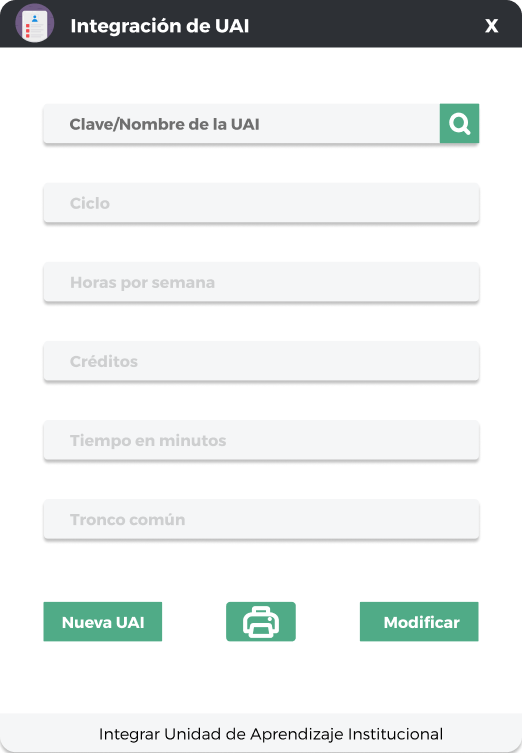 Integración de UAI
X
Clave/Nombre de la UAI
Ciclo
Horas por semana
Créditos
Tiempo en minutos
Tronco común
Nueva UAI
Modificar
Integrar Unidad de Aprendizaje Institucional